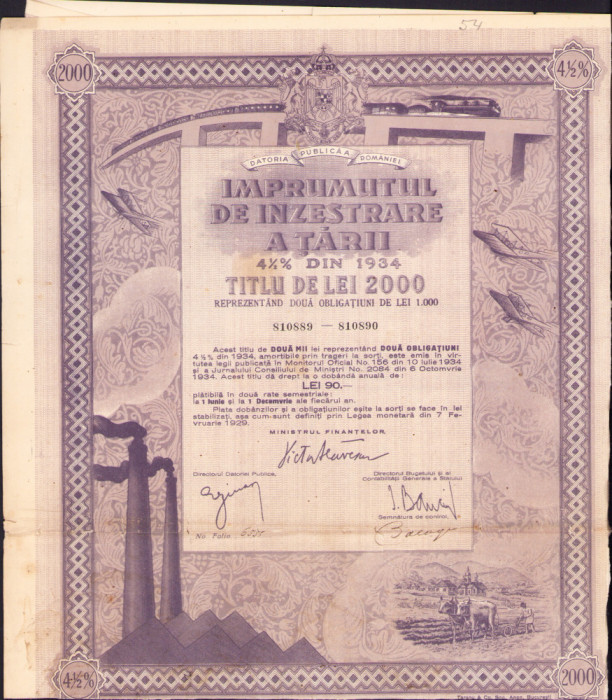 54
2000
4½%
DATORIA PUBLICĂ A ROMÂNIEI
IMPRUMUTUL
DE INZESTRARE
A ȚĂRII
4½% DIN 1934
TITLU DE LEI 2000
REPREZENTÂND DOUĂ OBLIGAȚIUNI DE LEI 1.000
810889 — 810890
Acest titlu de DOUĂ MII lei reprezentând DOUĂ OBLIGAȚIUNI
4½% din 1934, amortibile prin trageri la sorți, este emis în vir-
tutea legii publicată în Monitorul Oficial No. 156 din 10 Iulie 1934
și a Jurnalului Consiliului de Miniștri No. 2084 din 6 Octomvrie
1934. Acest titlu dă drept la o dobândă anuală de:
LEI 90.—
plătibilă în două rate semestriale:
la 1 Iunie și la 1 Decemvrie ale fiecărui an.
Plata dobânzilor și a obligațiunilor eșite la sorți se face în lei
stabilizați, așa cum sunt definiți prin Legea monetară din 7 Fe-
vruarie 1929.
MINISTRUL FINANȚELOR,
Directorul Datoriei Publice,
Directorul Bugetului și al
Contabilității Generale a Statului
Semnătura de control,
No. Foliu
4½%
2000